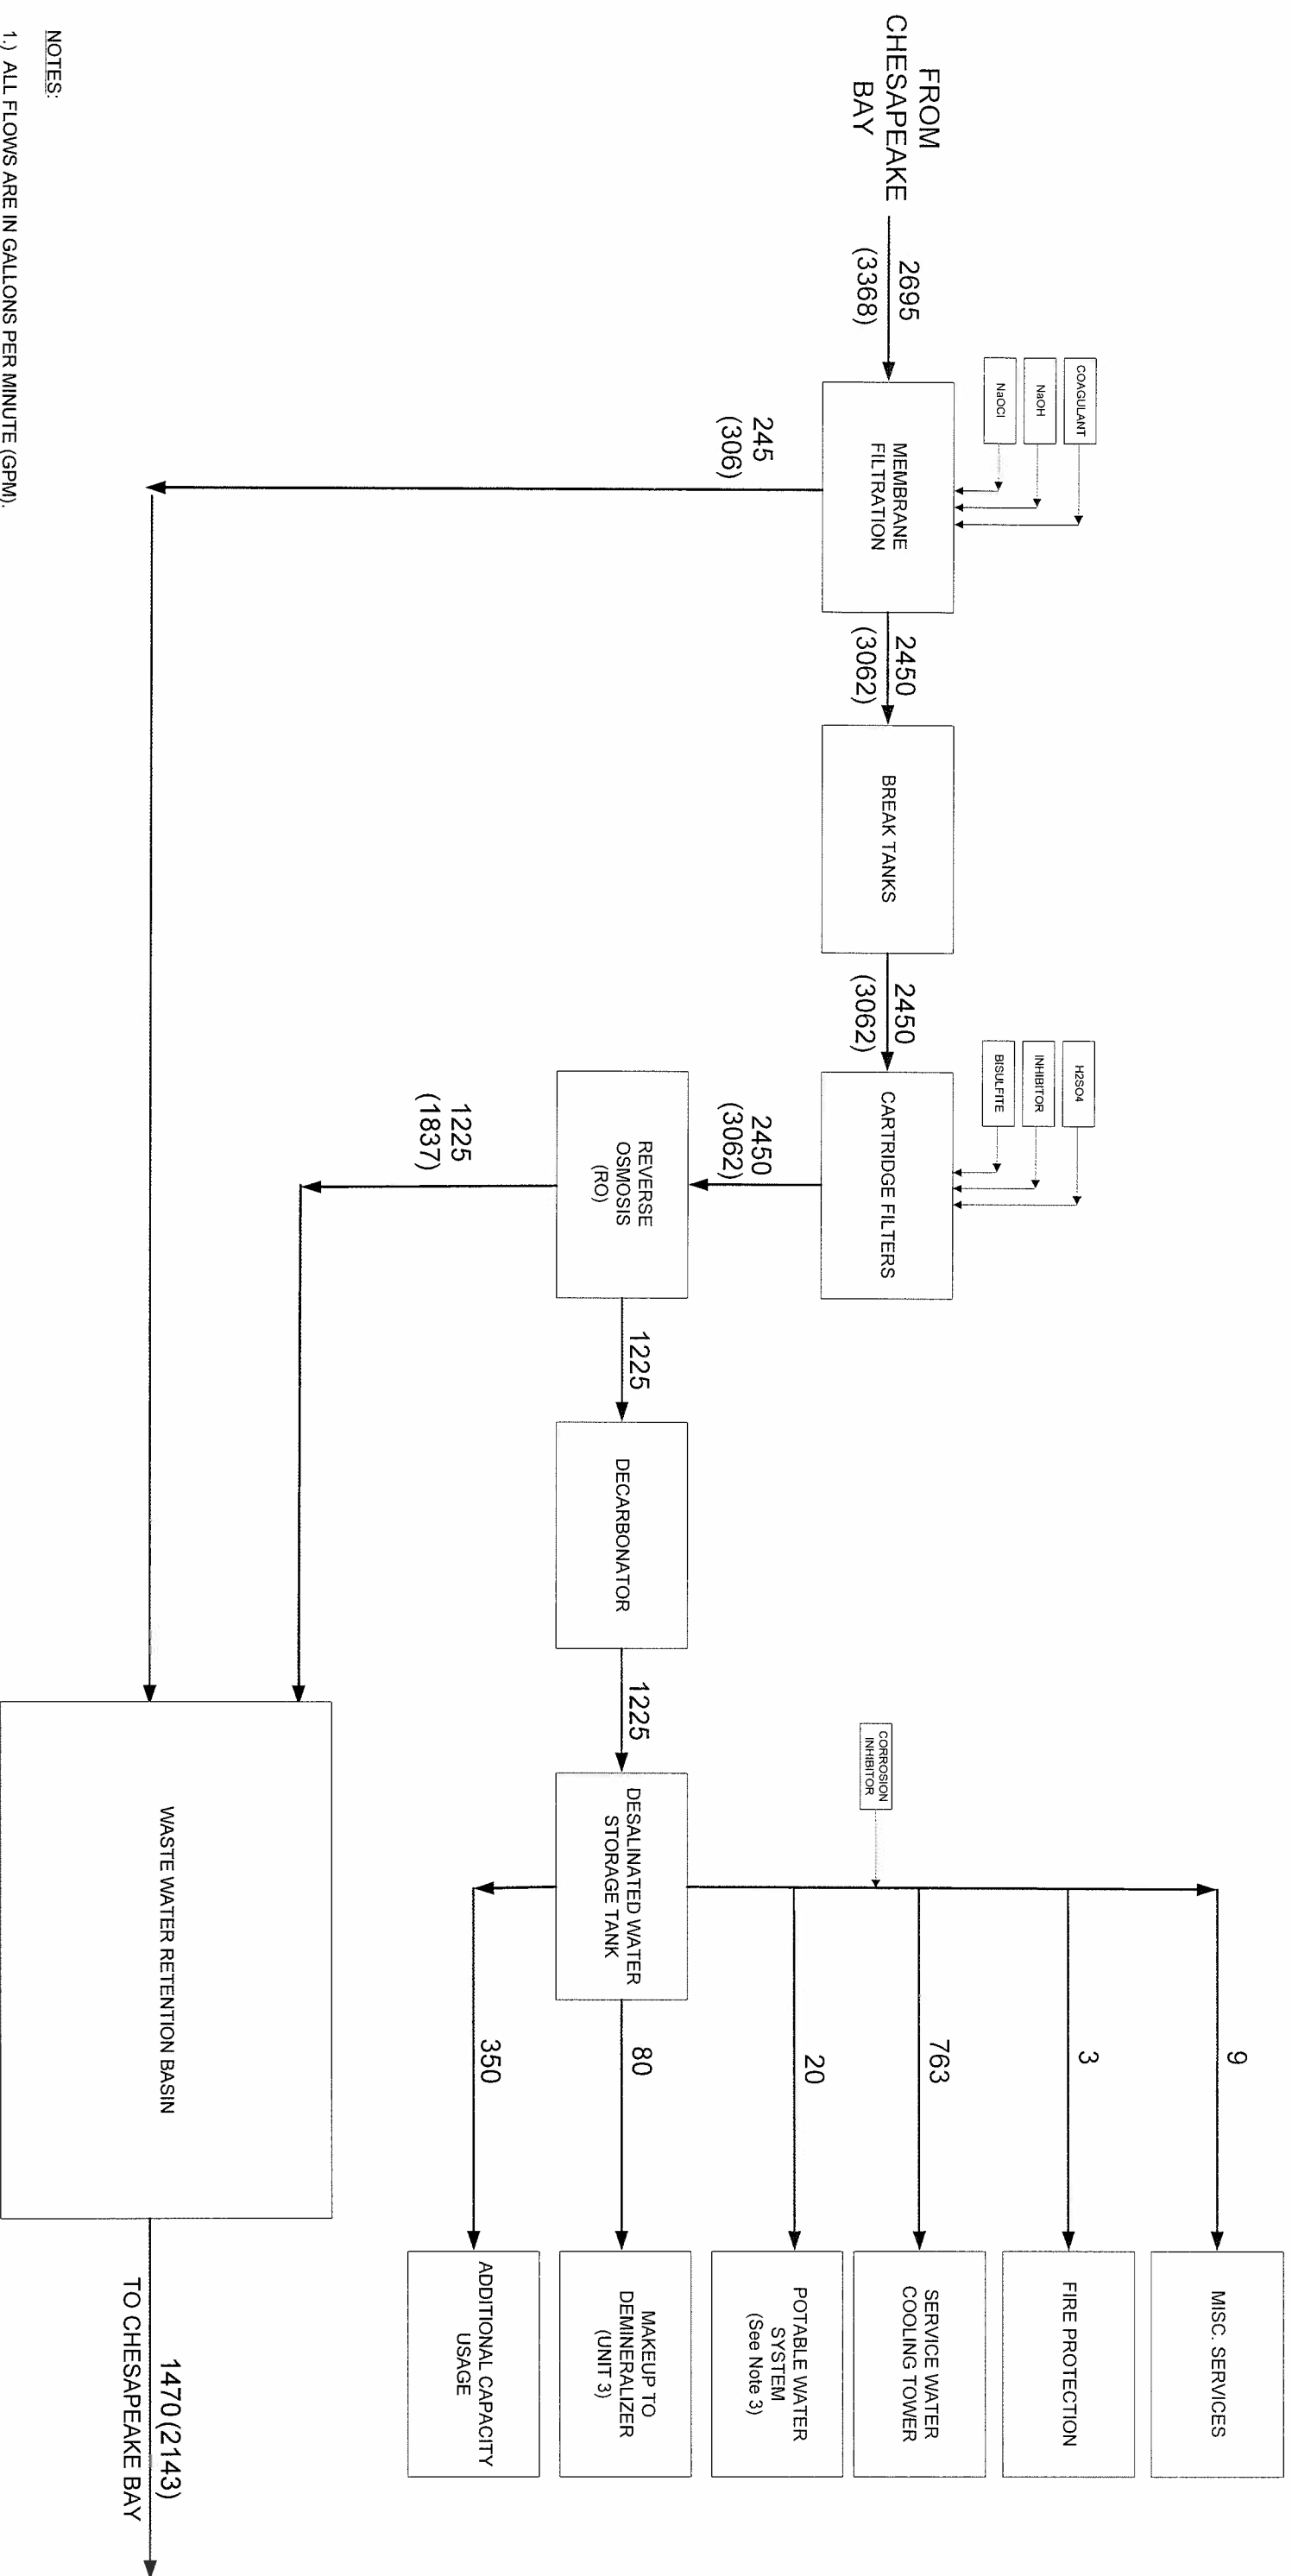 FROM
CHESAPEAKE
BAY
2695
(3368)
COAGULANT
NaOH
NaOCl
MEMBRANE
FILTRATION
245
(306)
2450
(3062)
BREAK TANKS
2450
(3062)
H2SO4
INHIBITOR
BISULFITE
CARTRIDGE FILTERS
2450
(3062)
REVERSE
OSMOSIS
(RO)
1225
(1837)
1225
DECARBONATOR
1225
DESALINATED WATER
STORAGE TANK
CORROSION
INHIBITOR
9
MISC. SERVICES
3
FIRE PROTECTION
763
SERVICE WATER
COOLING TOWER
20
POTABLE WATER
SYSTEM
(See Note 3)
80
MAKEUP TO
DEMINERALIZER
(UNIT 3)
350
ADDITIONAL CAPACITY
USAGE
WASTE WATER RETENTION BASIN
1470 (2143)
TO CHESAPEAKE BAY
NOTES:
1.) ALL FLOWS ARE IN GALLONS PER MINUTE (GPM).